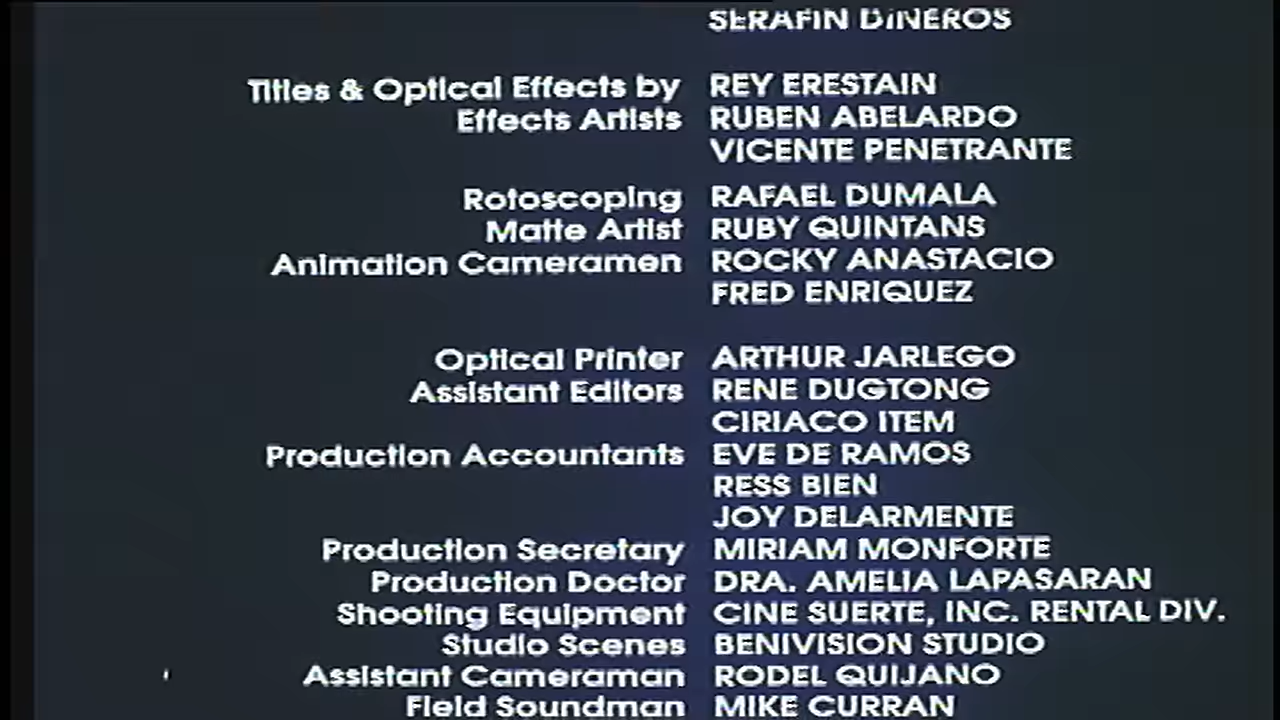 SERAFIN DINEROS
Titles & Optical Effects by REY ERESTAIN
Effects Artists RUBEN ABELARDO
VICENTE PENETRANTE
Rotoscoping RAFAEL DUMALA
Matte Artist RUBY QUINTANS
Animation Cameramen ROCKY ANASTACIO
FRED ENRIQUEZ
Optical Printer ARTHUR JARLEGO
Assistant Editors RENE DUGTONG
CIRIACO ITEM
Production Accountants EVE DE RAMOS
RESS BIEN
JOY DELARMENTE
Production Secretary MIRIAM MONFORTE
Production Doctor DRA. AMELIA LAPASARAN
Shooting Equipment CINE SUERTE, INC. RENTAL DIV.
Studio Scenes BENIVISION STUDIO
Assistant Cameraman RODEL QUIJANO
Field Soundman MIKE CURRAN